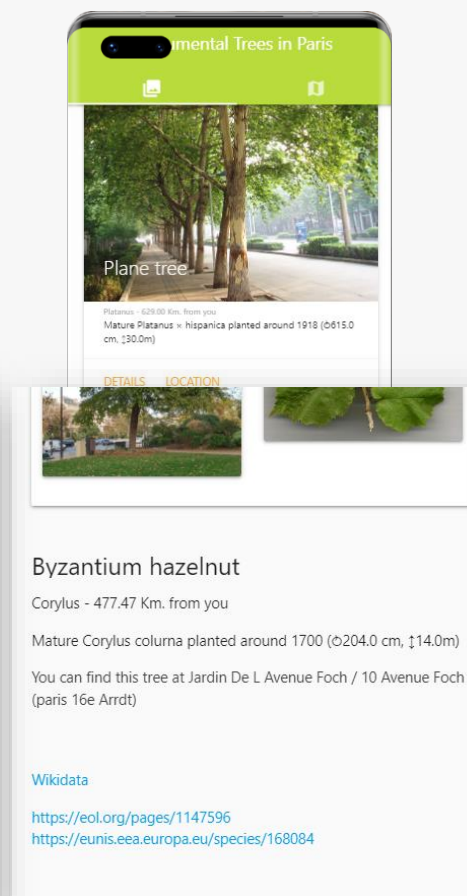 umental Trees in Paris
Plane tree
Platanus - 629.00 Km. from you
Mature Platanus × hispanica planted around 1918 (⥁615.0
cm, ↕30.0m)
DETAILS LOCATION
Byzantium hazelnut
Corylus - 477.47 Km. from you
Mature Corylus colurna planted around 1700 (⥁204.0 cm, ↕14.0m)
You can find this tree at Jardin De L Avenue Foch / 10 Avenue Foch
(paris 16e Arrdt)
Wikidata
https://eol.org/pages/1147596
https://eunis.eea.europa.eu/species/168084